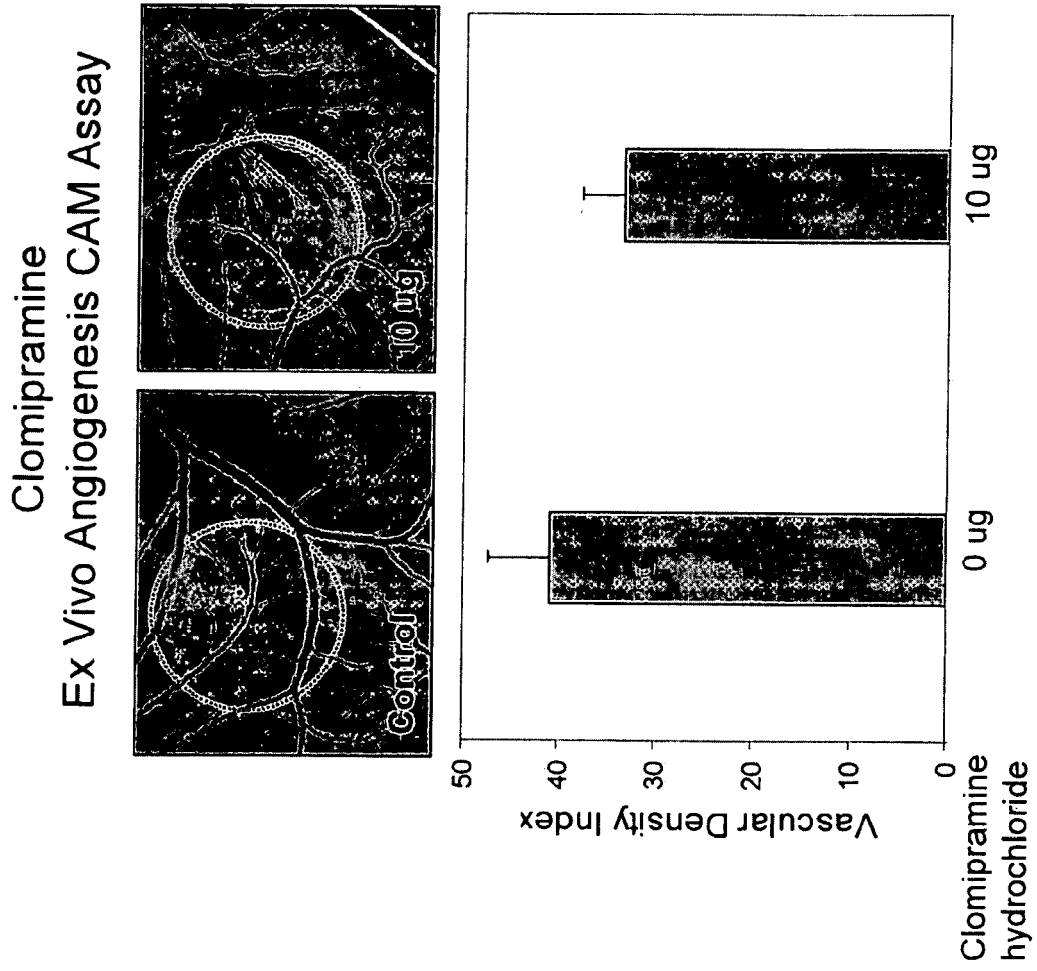 Clomipramine
Ex Vivo Angiogenesis CAM Assay
Control
10 ug
Vascular Density Index
50
40
30
20
10
0
0 ug
10 ug
Clomipramine
hydrochloride